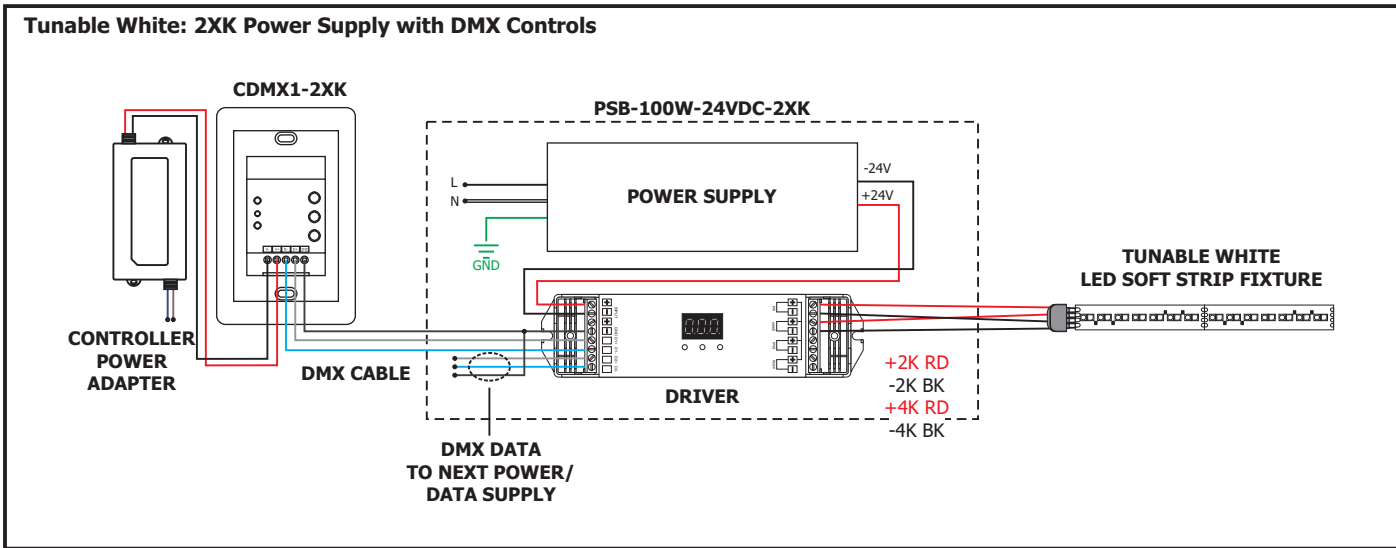 Tunable White: 2XK Power Supply with DMX Controls
CDMX1-2XK
PSB-100W-24VDC-2XK
L
N
GND
POWER SUPPLY
-24V
+24V
TUNABLE WHITE
LED SOFT STRIP FIXTURE
CONTROLLER
POWER
ADAPTER
DMX CABLE
000
DRIVER
+2K RD
-2K BK
+4K RD
-4K BK
DMX DATA
TO NEXT POWER/
DATA SUPPLY